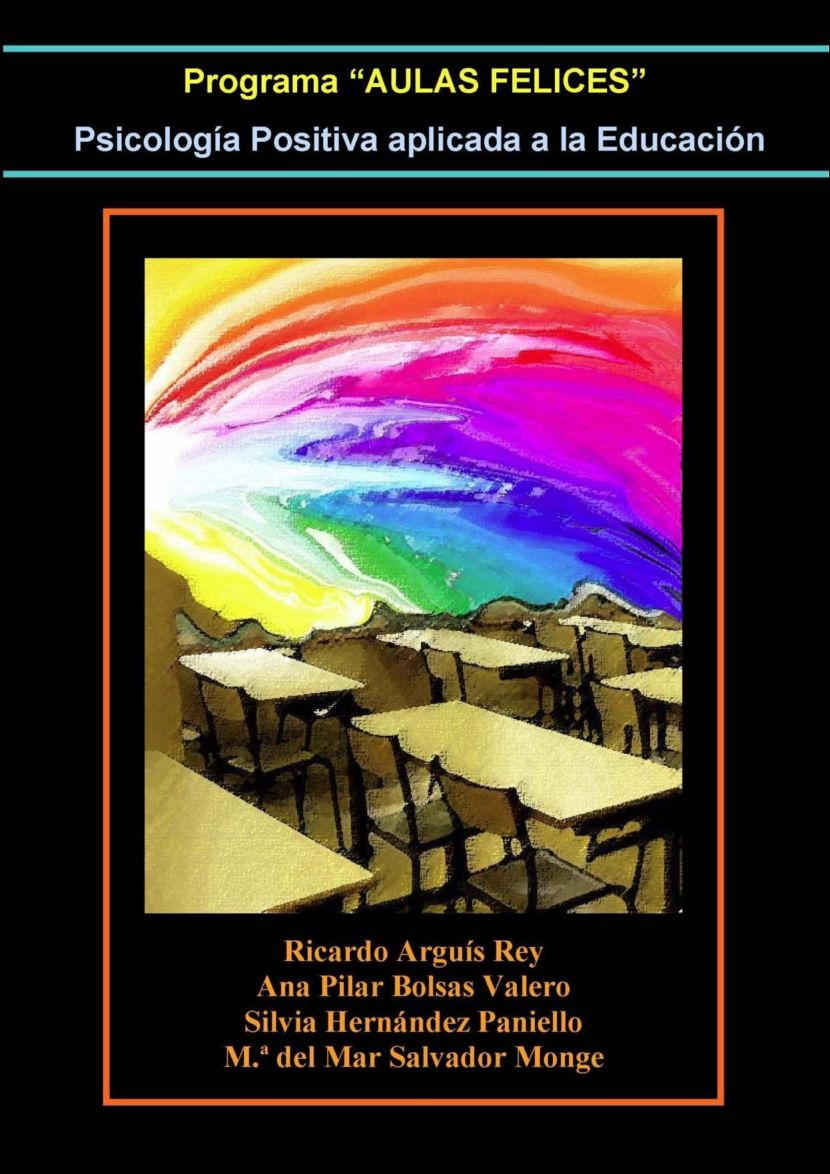 Programa “AULAS FELICES”
Psicología Positiva aplicada a la Educación
Ricardo Arguís Rey
Ana Pilar Bolsas Valero
Silvia Hernández Paniello
M.ª del Mar Salvador Monge